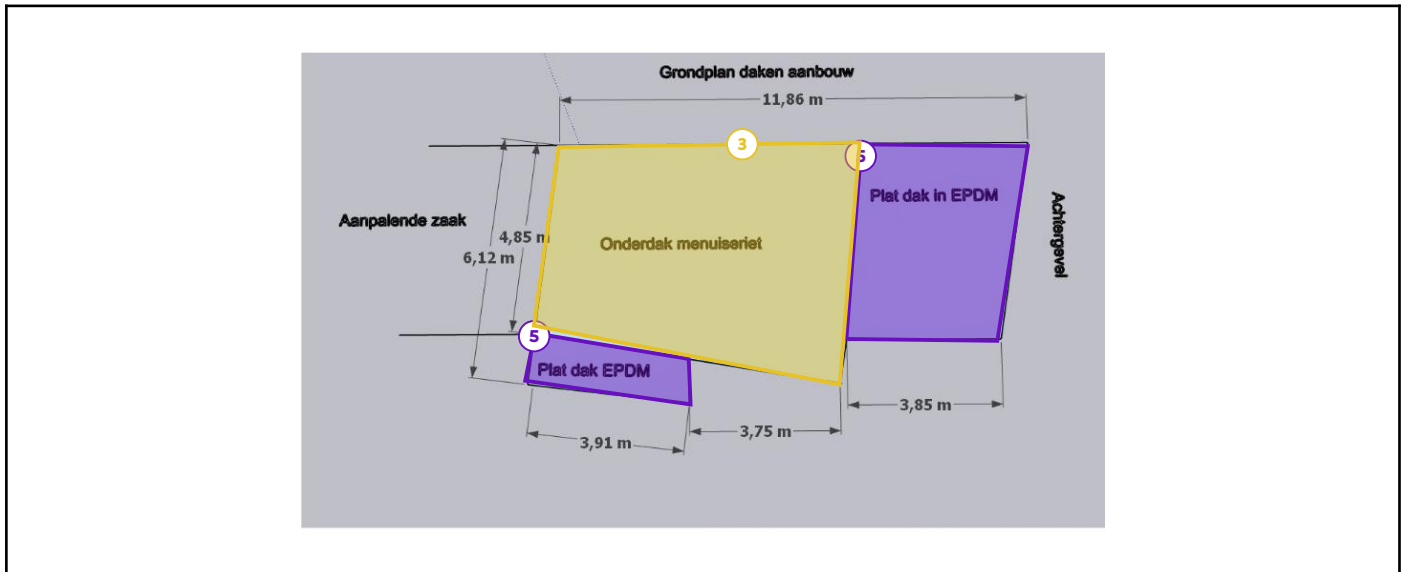 Grondplan daken aanbouw
11,86 m
3
5
Plat dak in EPDM
Aanpalende zaak
Achtergevel
4,85 m
Onderdak menuiseriet
6,12 m
5
Plat dak EPDM
3,85 m
3,75 m
3,91 m